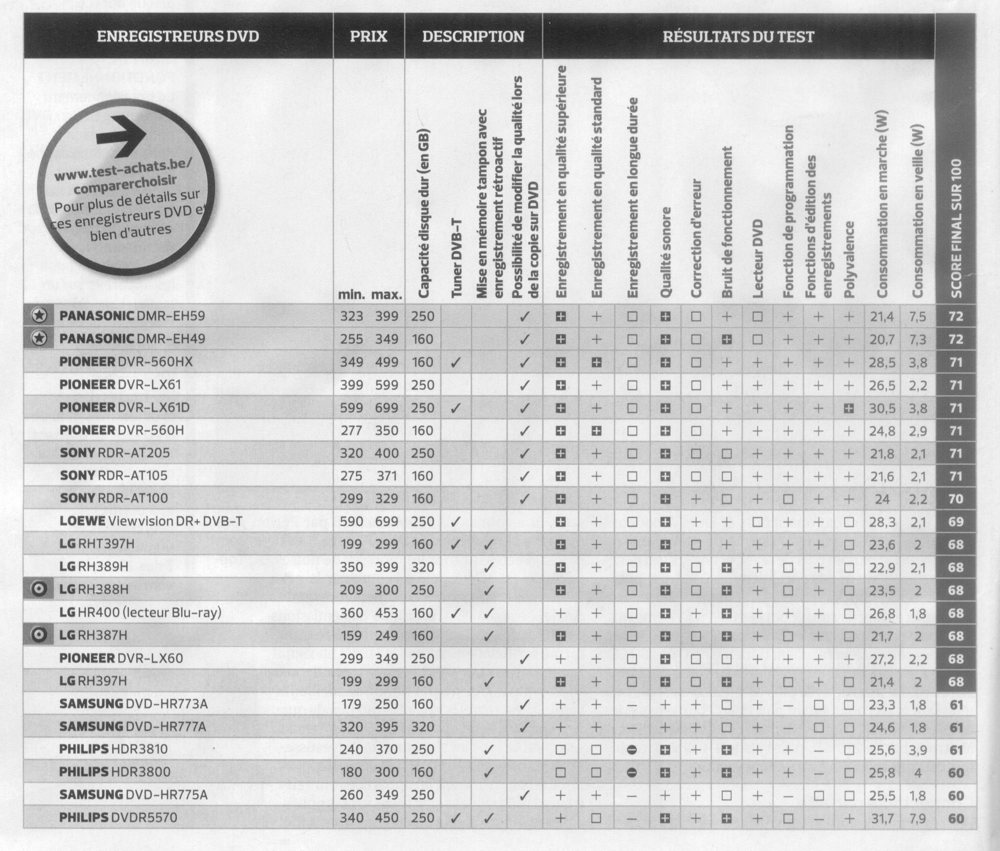 ENREGISTREURS DVD PRIX DESCRIPTION RÉSULTATS DU TEST
www.test-achats.be/
comparerchoisir
Pour plus de détails sur
ces enregistreurs DVD et
bien d'autres
min. max.
Capacité disque dur (en GB)
Tuner DVB-T
Mise en mémoire tampon avec
enregistrement rétroactif
Possibilité de modifier la qualité lors
de la copie sur DVD
Enregistrement en qualité supérieure
Enregistrement en qualité standard
Enregistrement en longue durée
Qualité sonore
Correction d'erreur
Bruit de fonctionnement
Lecteur DVD
Fonction de programmation
Fonctions d'édition des
enregistrements
Polyvalence
Consommation en marche (W)
Consommation en veille (W)
SCORE FINAL SUR 100
PANASONIC DMR-EH59 323 399 250 ✓ ⊞ + □ ⊞ □ + □ + + + 21,4 7,5 72
PANASONIC DMR-EH49 255 349 160 ✓ ⊞ + □ ⊞ □ ⊞ □ + + + 20,7 7,3 72
PIONEER DVR-560HX 349 499 160 ✓ ✓ ⊞ ⊞ □ ⊞ □ + + + + + 28,5 3,8 71
PIONEER DVR-LX61 399 599 250 ✓ ⊞ + □ ⊞ □ + + + + + 26,5 2,2 71
PIONEER DVR-LX61D 599 699 250 ✓ ✓ ⊞ + □ ⊞ □ + + + + ⊞ 30,5 3,8 71
PIONEER DVR-560H 277 350 160 ✓ ⊞ ⊞ □ ⊞ □ + + + + + 24,8 2,9 71
SONY RDR-AT205 320 400 250 ✓ ⊞ + □ ⊞ □ □ + + + + 21,8 2,1 71
SONY RDR-AT105 275 371 160 ✓ ⊞ + □ ⊞ □ □ + + + + 21,6 2,1 71
SONY RDR-AT100 299 329 160 ✓ ⊞ + □ ⊞ + □ + □ + + 24 2,2 70
LOEWE Viewvision DR+ DVB-T 590 699 250 ✓ ⊞ + □ ⊞ + + □ + + □ 28,3 2,1 69
LG RHT397H 199 299 160 ✓ ✓ ⊞ + □ ⊞ □ + + + + □ 23,6 2 68
LG RH389H 350 399 320 ✓ ⊞ + □ ⊞ □ ⊞ + □ + □ 22,9 2,1 68
LG RH388H 209 300 250 ✓ ⊞ + □ ⊞ □ ⊞ + □ + □ 23,5 2 68
LG HR400 (lecteur Blu-ray) 360 453 160 ✓ ✓ + + □ ⊞ + ⊞ + + + □ 26,8 1,8 68
LG RH387H 159 249 160 ✓ ⊞ + □ ⊞ □ ⊞ + □ + □ 21,7 2 68
PIONEER DVR-LX60 299 349 250 ✓ + + □ ⊞ □ □ + + + + 27,2 2,2 68
LG RH397H 199 299 160 ✓ ⊞ + □ ⊞ □ ⊞ + □ + □ 21,4 2 68
SAMSUNG DVD-HR773A 179 250 160 ✓ + + − + + □ + − □ □ 23,3 1,8 61
SAMSUNG DVD-HR777A 320 395 320 ✓ + + − + + □ + − □ □ 24,6 1,8 61
PHILIPS HDR3810 240 370 250 ✓ □ □ ⊖ ⊞ + ⊞ + + − □ 25,6 3,9 61
PHILIPS HDR3800 180 300 160 ✓ □ □ ⊖ ⊞ + ⊞ + + − □ 25,8 4 60
SAMSUNG DVD-HR775A 260 349 250 ✓ + + − + + □ + − □ □ 25,5 1,8 60
PHILIPS DVDR5570 340 450 250 ✓ ✓ + □ − ⊞ + ⊞ + □ − + 31,7 7,9 60